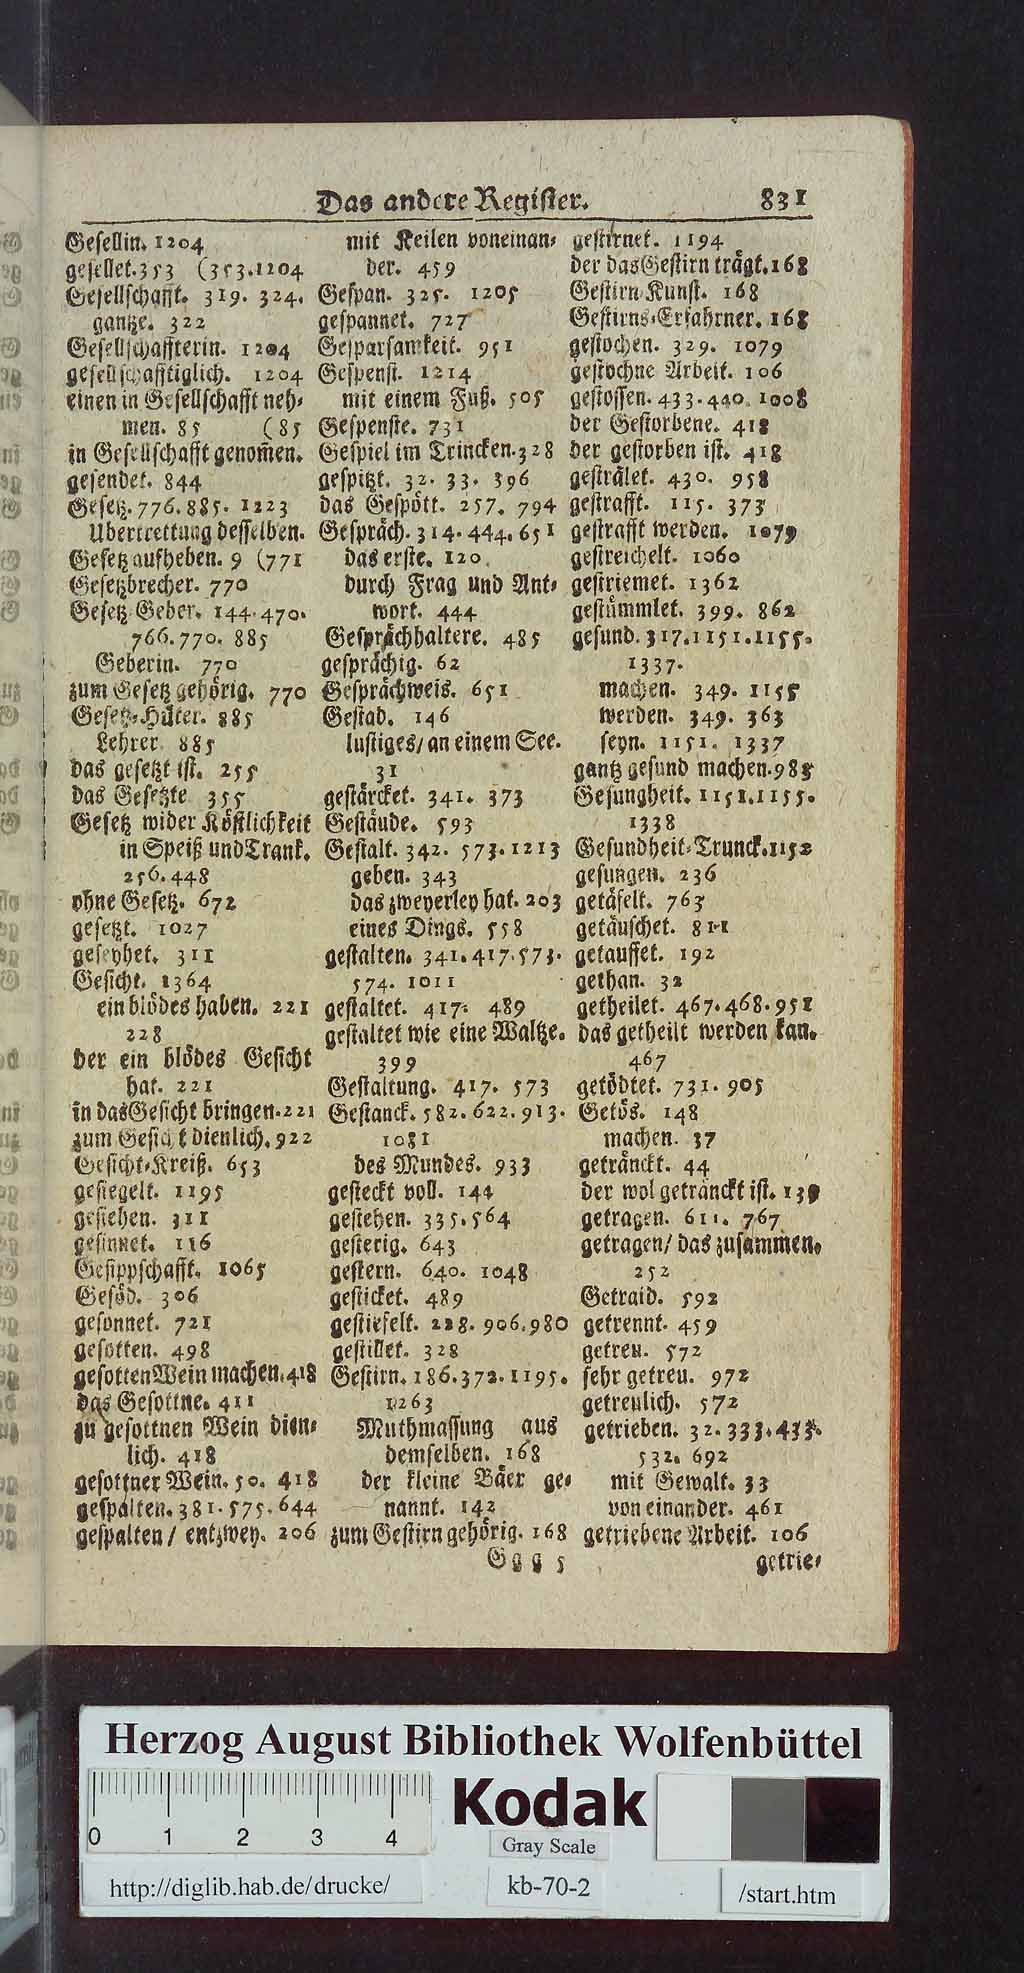 Das andere Register. 831
Gesellin. 1204
gesellet. 353 (353. 1204
Gesellschafft. 319. 324.
gantze. 322
Gesellschaffterin. 1204
gesellschafftiglich. 1204
einen in Gesellschafft neh-
men. 85 (85
in Gesellschafft genom̃en.
gesendet. 844
Gesetz. 776. 885. 1223
Ubertrettung desselben.
Gesetz aufheben. 9 (771
Gesetzbrecher. 770
Gesetz Geber. 144. 470.
766. 770. 885
Geberin. 770
zum Gesetz gehörig. 770
Gesetz-Hüter. 885
Lehrer 885
das gesetzt ist. 255
das Gesetzte 355
Gesetz wider Köstlichkeit
in Speiß und Trank.
256. 448
ohne Gesetz. 672
gesetzt. 1027
geseyhet. 311
Gesicht. 1364
ein blödes haben. 221
228
der ein blödes Gesicht
hat. 221
in das Gesicht bringen. 221
zum Gesicht dienlich. 922
Gesicht-Kreiß. 653
gesiegelt. 1195
gesiehen. 311
gesinnet. 116
Gesippschafft. 1065
Gesöd. 306
gesonnet. 721
gesotten. 498
gesotten Wein machen. 418
das Gesottne. 411
zu gesottnen Wein dien-
lich. 418
gesottner Wein. 50. 418
gespalten. 381. 575. 644
gespalten / entzwey. 206
mit Keilen voneinan-
der. 459
Gespan. 325. 1205
gespannet. 727
Gesparsamkeit. 951
Gespenst. 1214
mit einem Fuß. 505
Gespenste. 731
Gespiel im Trincken. 328
gespitzt. 32. 33. 396
das Gespött. 257. 794
Gespräch. 314. 444. 651
das erste. 120
durch Frag und Ant-
wort. 444
Gesprächhaltere. 485
gesprächig. 62
Gesprächweis. 651
Gestad. 146
lustiges / an einem See.
31
gestärcket. 341. 373
Gestäude. 593
Gestalt. 342. 573. 1213
geben. 343
das zweyerley hat. 203
eines Dings. 558
gestalten. 341. 417. 573.
574. 1011
gestaltet. 417. 489
gestaltet wie eine Waltze.
399
Gestaltung. 417. 573
Gestanck. 582. 622. 913.
1081
des Mundes. 933
gesteckt voll. 144
gestehen. 335. 564
gesterig. 643
gestern. 640. 1048
gesticket. 489
gestiefelt. 228. 906. 980
gestillet. 328
Gestirn. 186. 372. 1195.
1263
Muthmassung aus
demselben. 168
der kleine Bäer ge-
nannt. 142
zum Gestirn gehörig. 168
gestirnet. 1194
der das Gestirn trägt. 168
Gestirn Kunst. 168
Gestirns-Erfahrner. 168
gestochen. 329. 1079
gestochne Arbeit. 106
gestossen. 433. 440. 1008
der Gestorbene. 418
der gestorben ist. 418
gesträlet. 430. 958
gestrafft. 115. 373
gestrafft werden. 1079
gestreichelt. 1060
gestriemet. 1362
gestümmlet. 399. 862
gesund. 317. 1151. 1155.
1337.
machen. 349. 1155
werden. 349. 363
seyn. 1151. 1337
gantz gesund machen. 985
Gesungheit. 1151. 1155.
1338
Gesundheit-Trunck. 1152
gesungen. 236
getäfelt. 763
getäuschet. 811
getauffet. 192
gethan. 32
getheilet. 467. 468. 951
das getheilt werden kan.
467
getödtet. 731. 905
Getös. 148
machen. 37
getränckt. 44
der wol getränckt ist. 139
getragen. 611. 767
getragen / das zusammen.
252
Getraid. 592
getrennt. 459
getreu. 572
sehr getreu. 972
getreulich. 572
getrieben. 32. 333. 433.
532. 692
mit Gewalt. 33
von einander. 461
getriebene Arbeit. 106
Ggg 5 getrie-
Herzog August Bibliothek Wolfenbüttel
0 1 2 3 4
Kodak
Gray Scale
http://diglib.hab.de/drucke/ kb-70-2 /start.htm